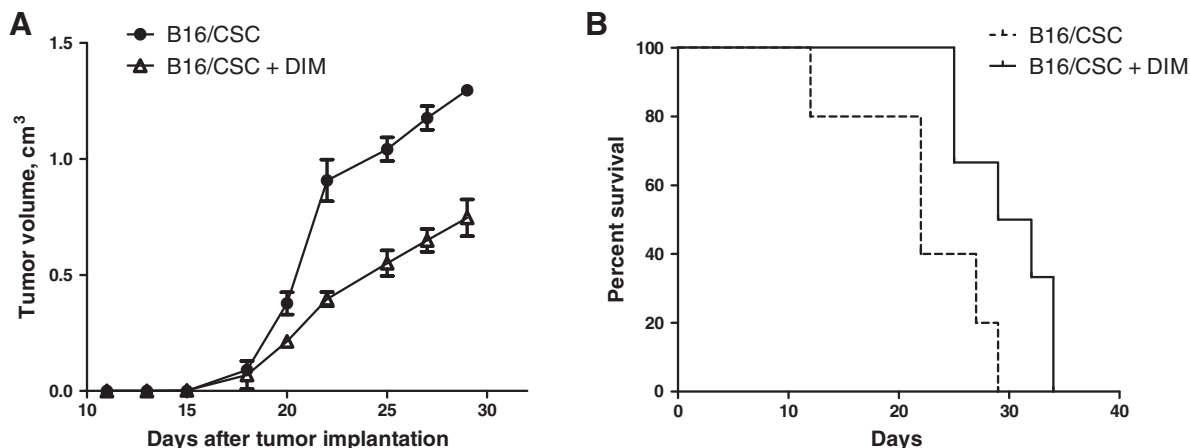 A
B16/CSC
B16/CSC + DIM
Tumor volume, cm³
1.5
1.0
0.5
0.0
10 15 20 25 30
Days after tumor implantation
B
B16/CSC
B16/CSC + DIM
Percent survival
100
80
60
40
20
0
0 10 20 30 40
Days